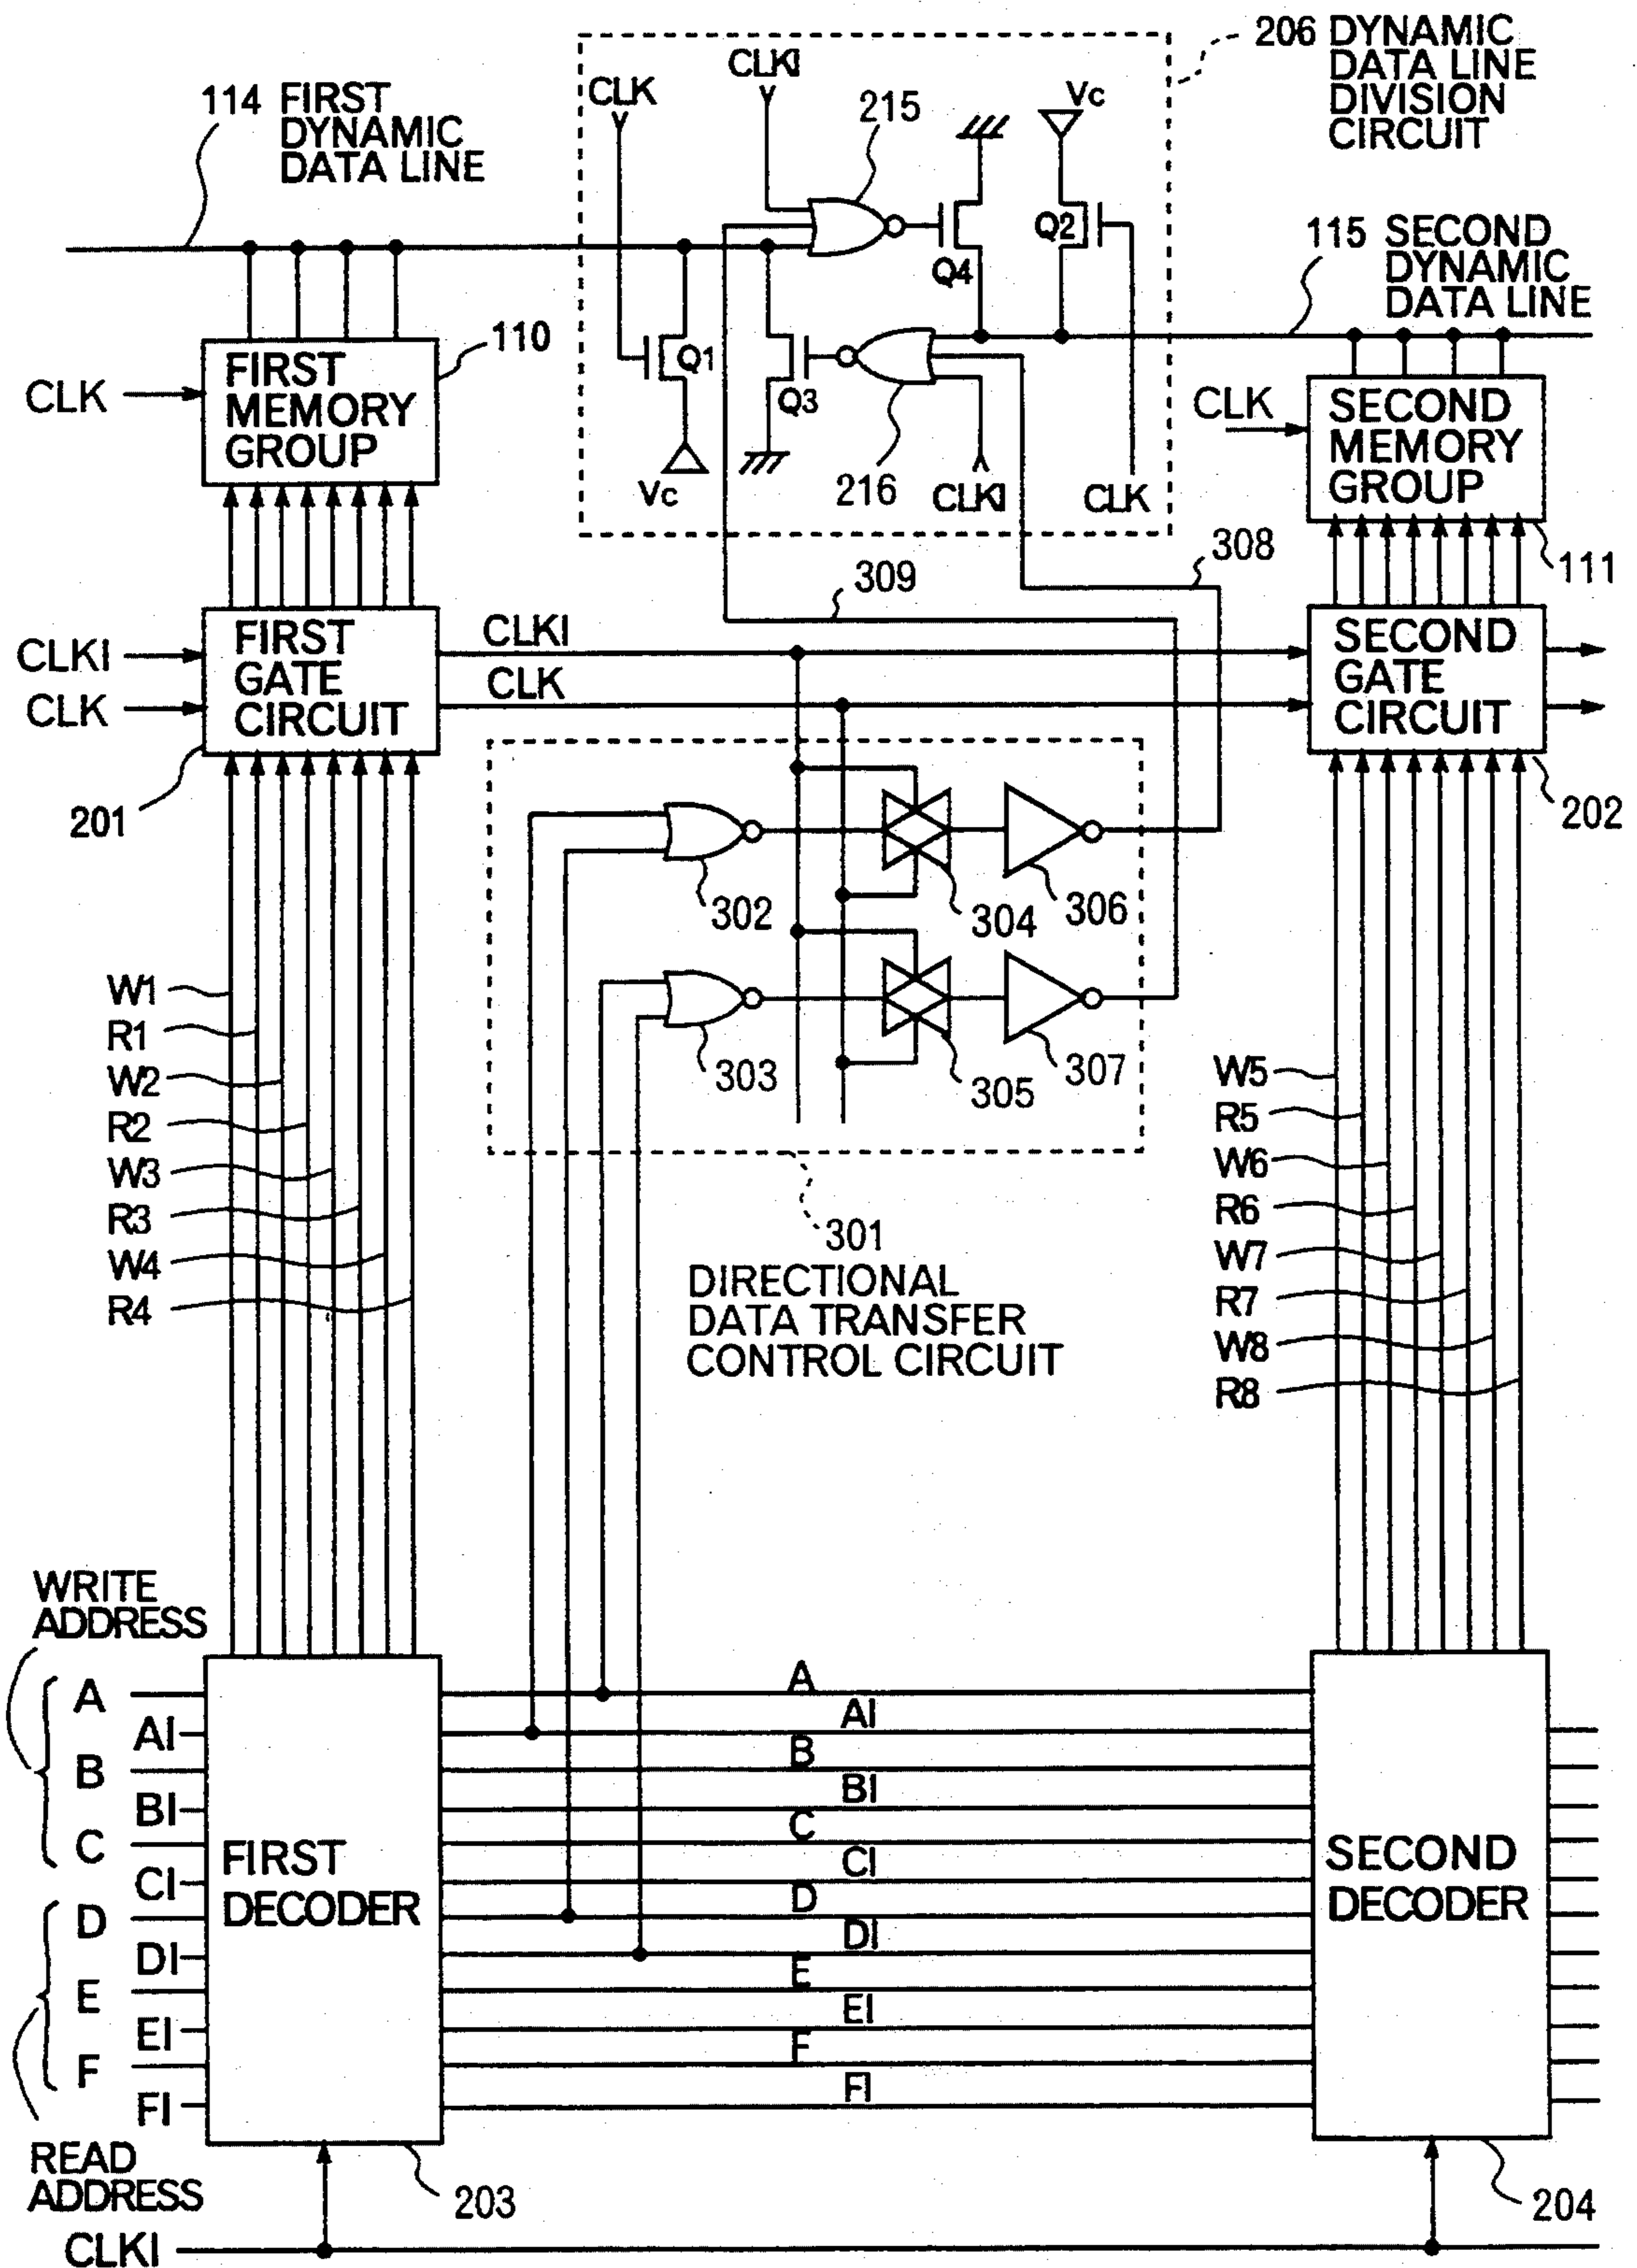 206 DYNAMIC
DATA LINE
DIVISION
CIRCUIT
114 FIRST
DYNAMIC
DATA LINE
CLK
CLKI
215
Vc
Q4
Q2
115 SECOND
DYNAMIC
DATA LINE
Q1
Q3
Vc
216
CLKI
CLK
CLK
FIRST
MEMORY
GROUP
110
CLK
SECOND
MEMORY
GROUP
111
309
308
CLKI
CLK
FIRST
GATE
CIRCUIT
201
CLKI
CLK
SECOND
GATE
CIRCUIT
202
302
304
306
303
305
307
301
DIRECTIONAL
DATA TRANSFER
CONTROL CIRCUIT
W1
R1
W2
R2
W3
R3
W4
R4
W5
R5
W6
R6
W7
R7
W8
R8
WRITE
ADDRESS
A
AI
B
BI
C
CI
D
DI
E
EI
F
FI
READ
ADDRESS
CLKI
FIRST
DECODER
203
A
AI
B
BI
C
CI
D
DI
E
EI
F
FI
SECOND
DECODER
204